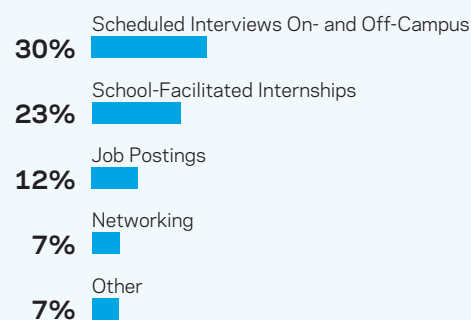 Scheduled Interviews On- and Off-Campus
30%
School-Facilitated Internships
23%
Job Postings
12%
Networking
7%
Other
7%